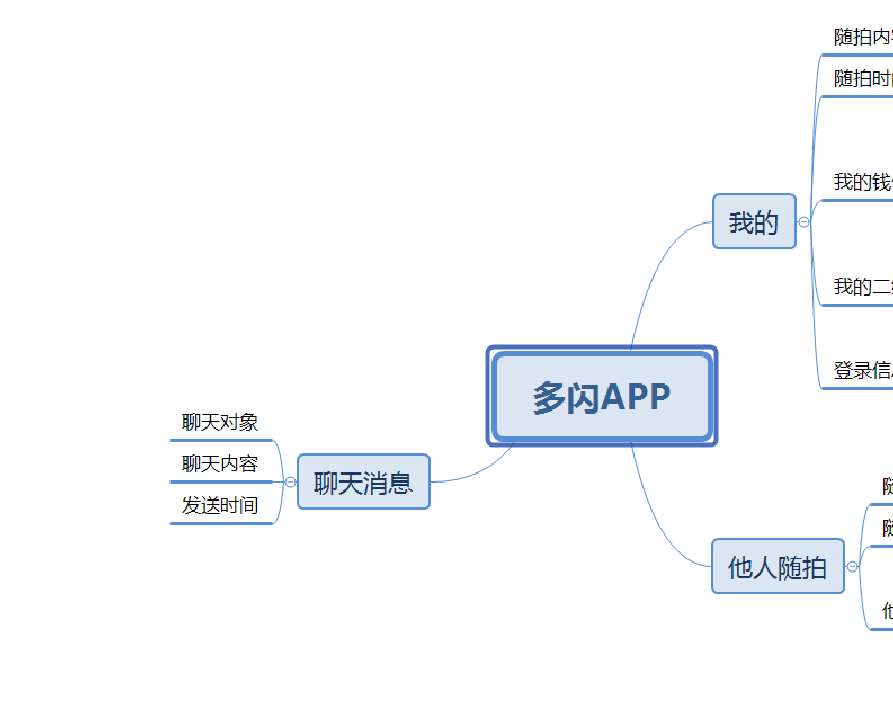 多闪APP
我的
随拍内
随拍时
我的钱
我的二
登录信
他人随拍
随
随
他
聊天消息
聊天对象
聊天内容
发送时间